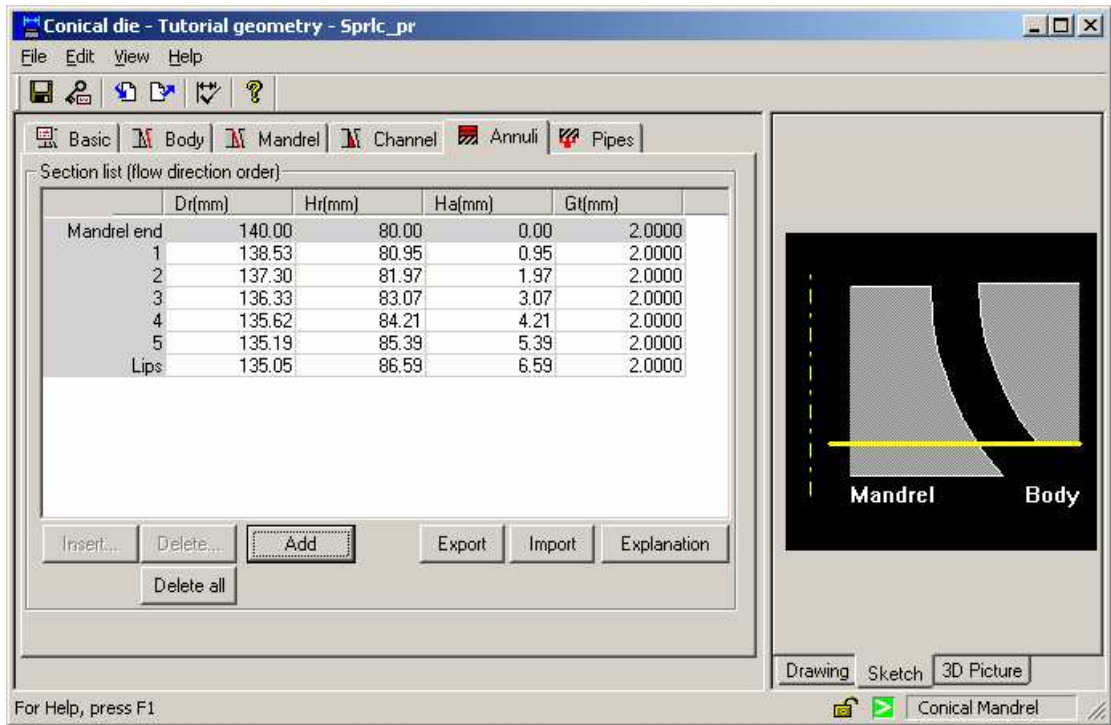 Conical die - Tutorial geometry - Sprlc_pr
File Edit View Help
Basic Body Mandrel Channel Annuli Pipes
Section list (flow direction order)
Dr(mm) Hr(mm) Ha(mm) Gt(mm)
Mandrel end 140.00 80.00 0.00 2.0000
1 138.53 80.95 0.95 2.0000
2 137.30 81.97 1.97 2.0000
3 136.33 83.07 3.07 2.0000
4 135.62 84.21 4.21 2.0000
5 135.19 85.39 5.39 2.0000
Lips 135.05 86.59 6.59 2.0000
Mandrel Body
Insert... Delete... Add Export Import Explanation
Delete all
Drawing Sketch 3D Picture
For Help, press F1 Conical Mandrel